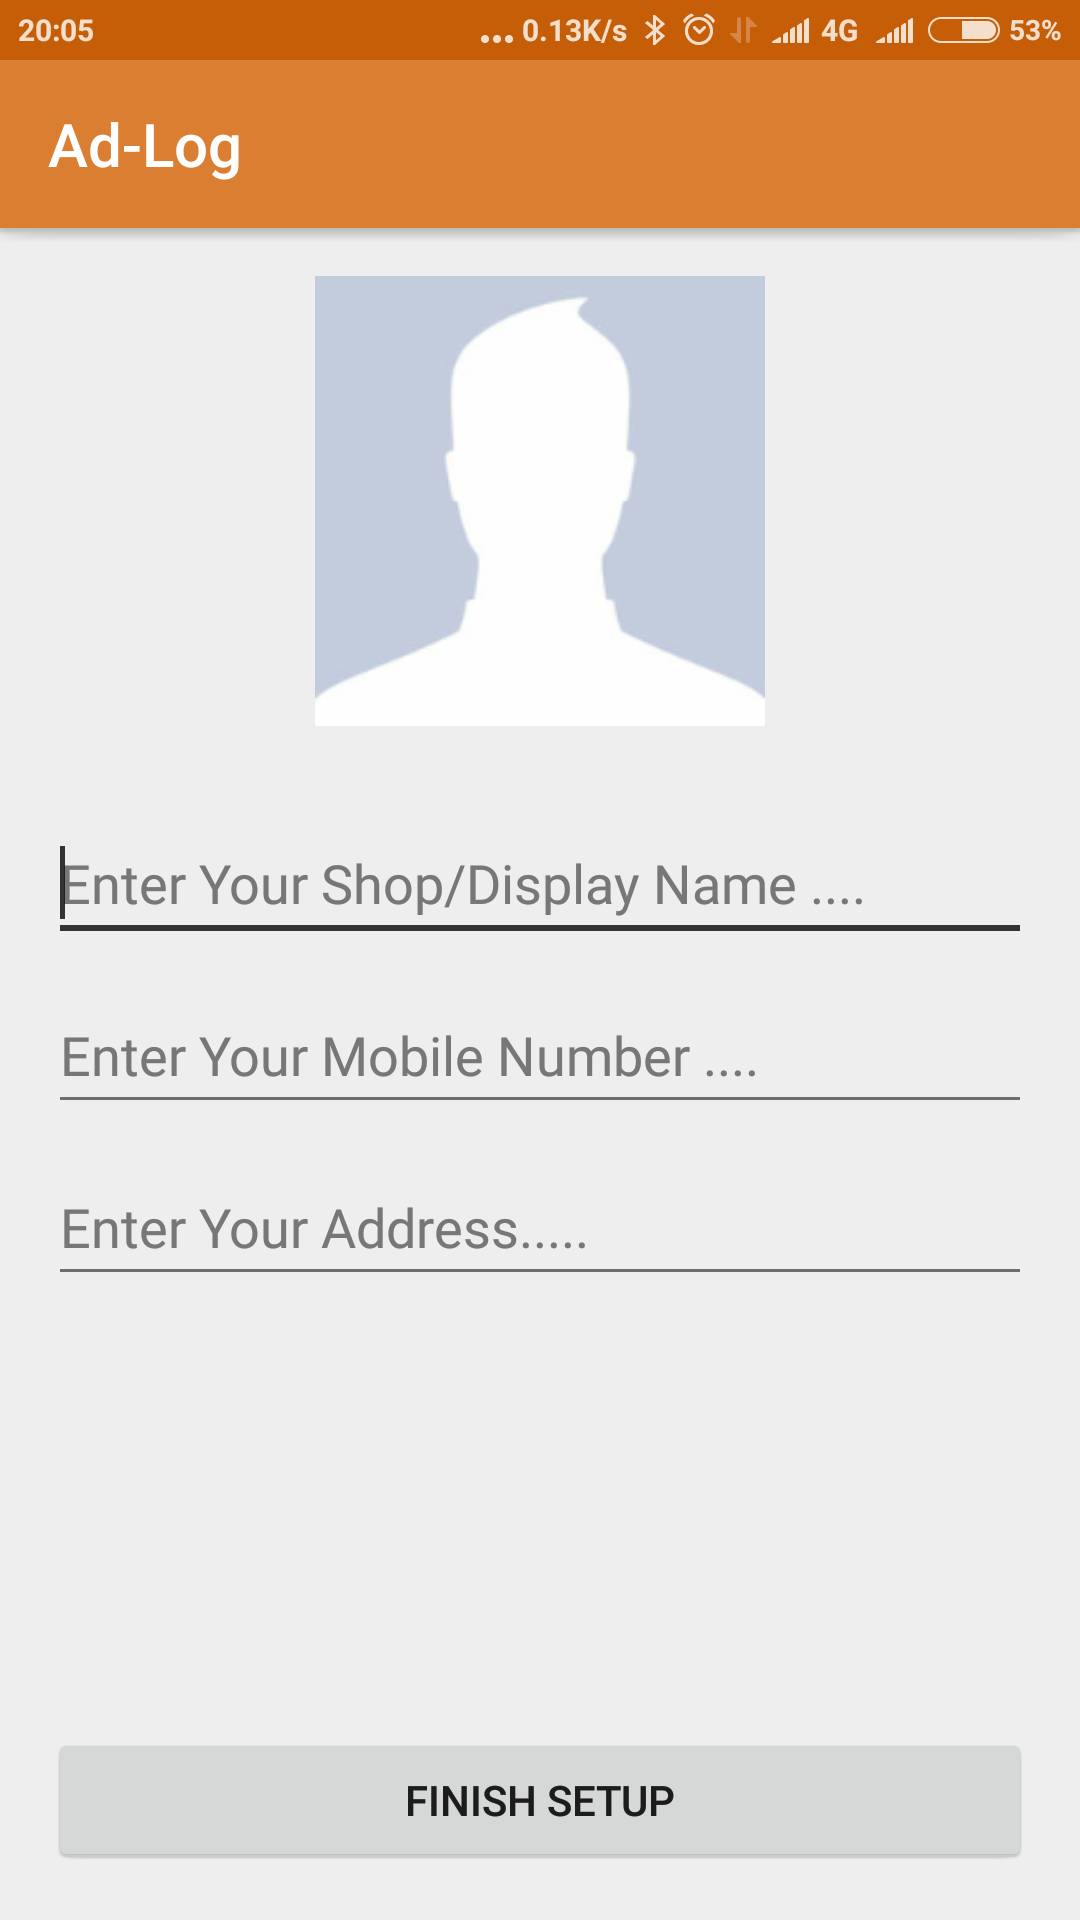 20:05 ... 0.13K/s 4G 53%
Ad-Log
Enter Your Shop/Display Name ....
Enter Your Mobile Number ....
Enter Your Address.....
FINISH SETUP